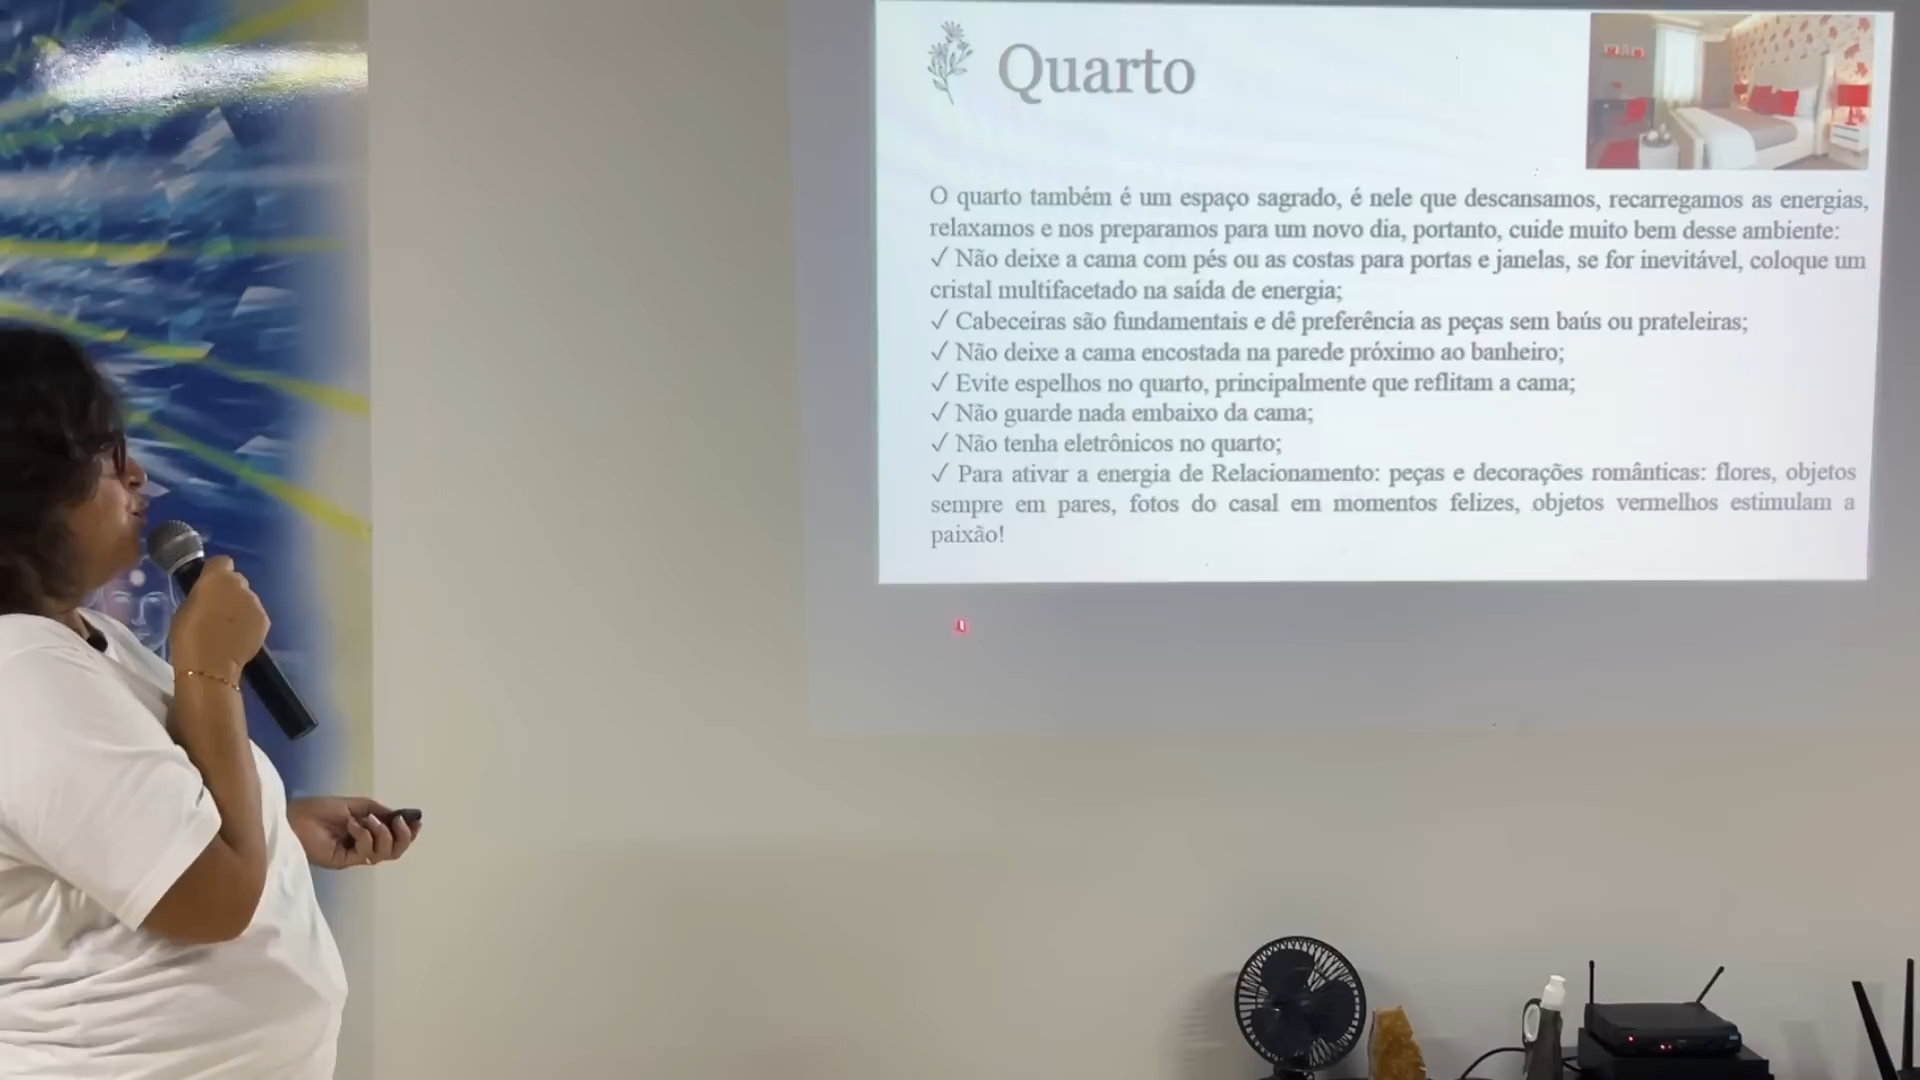 Quarto
O quarto também é um espaço sagrado, é nele que descansamos, recarregamos as energias,
relaxamos e nos preparamos para um novo dia, portanto, cuide muito bem desse ambiente:
✓ Não deixe a cama com pés ou as costas para portas e janelas, se for inevitável, coloque um
cristal multifacetado na saída de energia;
✓ Cabeceiras são fundamentais e dê preferência as peças sem baús ou prateleiras;
✓ Não deixe a cama encostada na parede próximo ao banheiro;
✓ Evite espelhos no quarto, principalmente que reflitam a cama;
✓ Não guarde nada embaixo da cama;
✓ Não tenha eletrônicos no quarto;
✓ Para ativar a energia de Relacionamento: peças e decorações românticas: flores, objetos
sempre em pares, fotos do casal em momentos felizes, objetos vermelhos estimulam a
paixão!